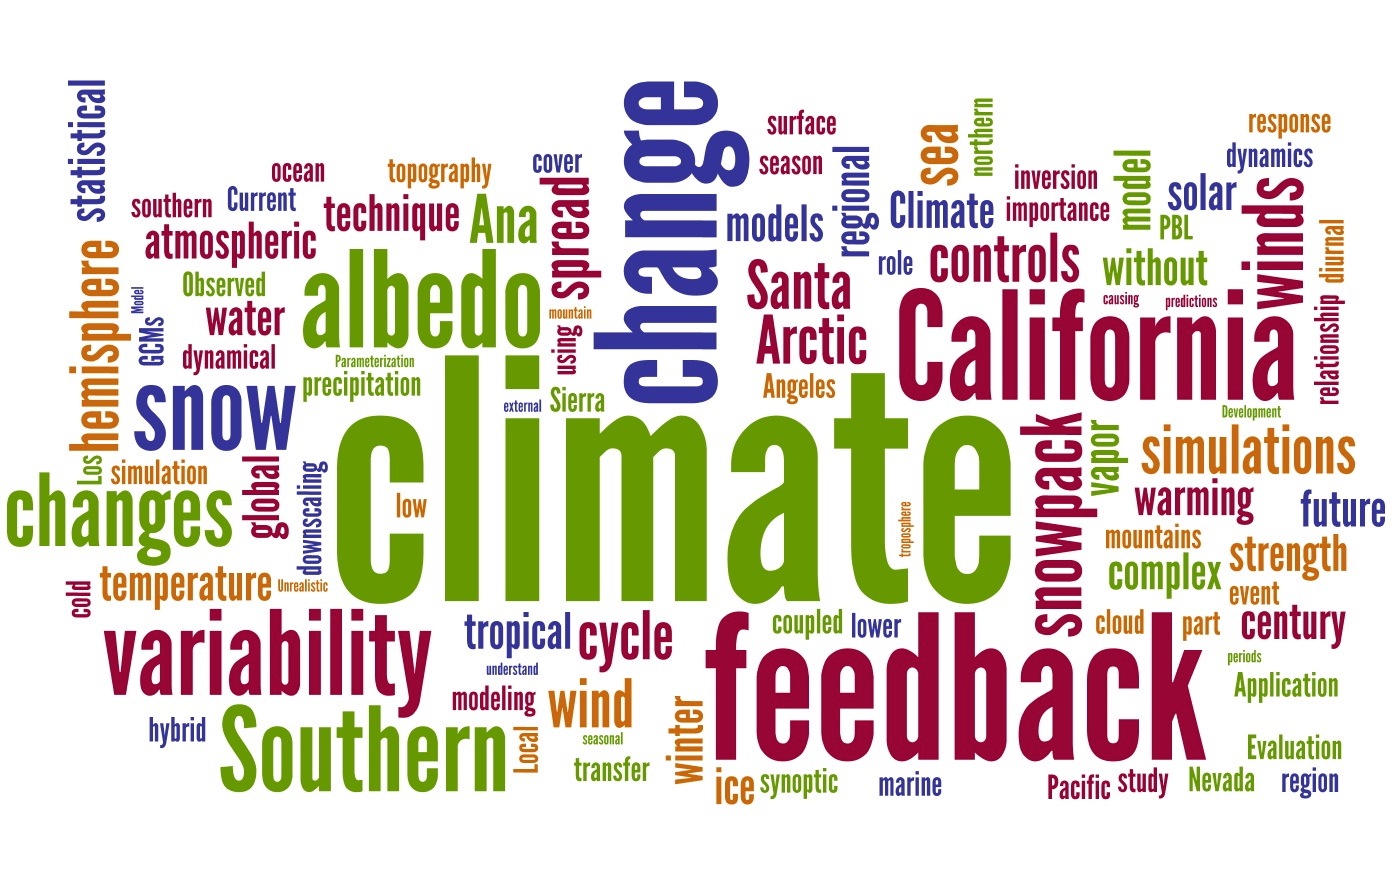 statistical
change
surface
sea
northern
response
ocean
topography
cover
season
regional
inversion
model
dynamics
southern
Current
technique
Ana
spread
models
Climate
importance
solar
winds
atmospheric
role
controls
PBL
without
diurnal
hemisphere
Observed
albedo
Santa
causing
predictions
Model
GCMs
water
mountain
using
Arctic
California
relationship
dynamical
Parameterization
precipitation
external
Sierra
Angeles
Development
snow
climate
snowpack
vapor
simulations
Los
simulation
global
downscaling
low
troposphere
warming
future
changes
mountains
strength
cold
temperature
Unrealistic
complex
event
variability
tropical
cycle
coupled
lower
cloud
part
century
understand
feedback
periods
modeling
wind
winter
Application
hybrid
Southern
Local
seasonal
transfer
Evaluation
ice
synoptic
marine
Pacific
study
Nevada
region